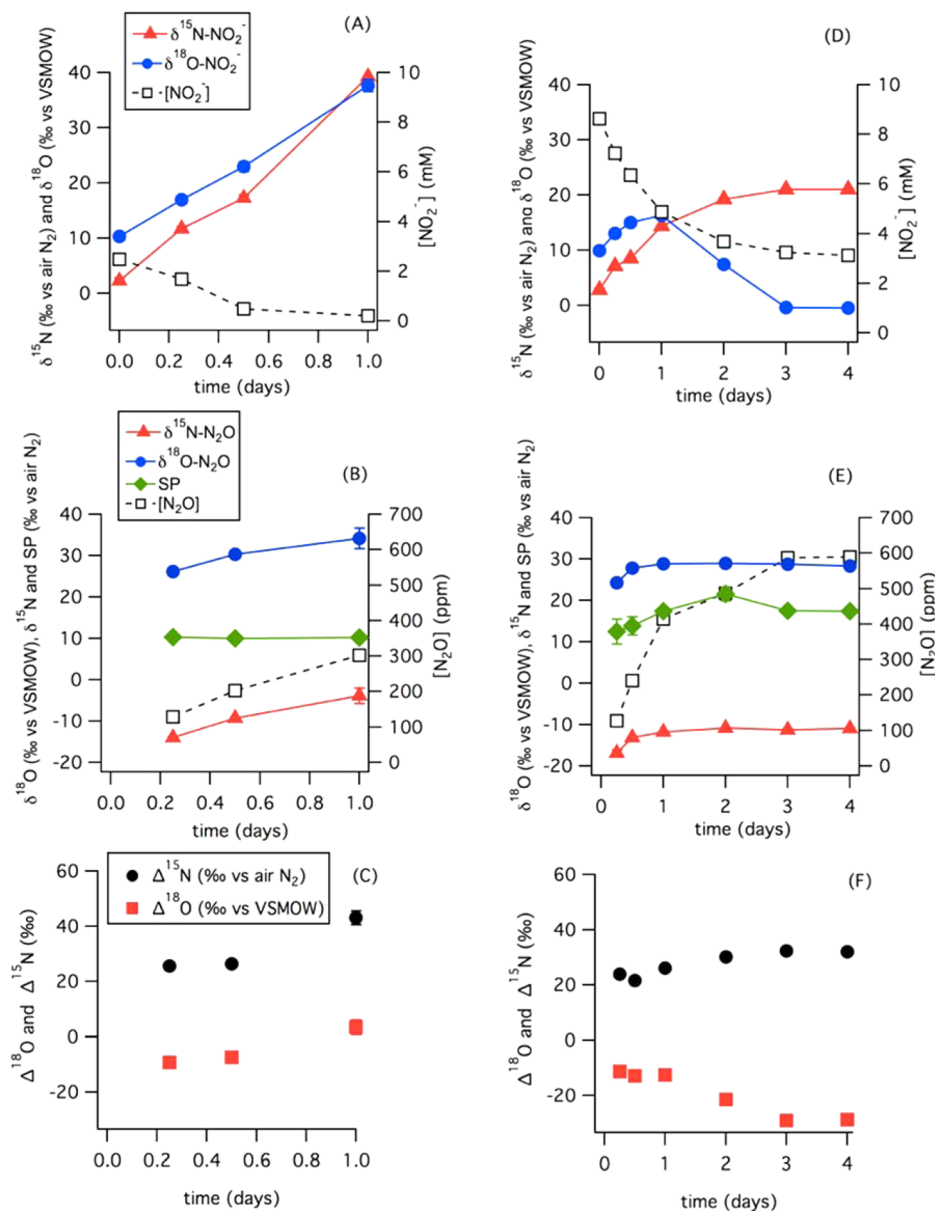 (A)
δ¹⁵N-NO₂⁻
δ¹⁸O-NO₂⁻
[NO₂⁻]
δ¹⁵N (‰ vs air N₂) and δ¹⁸O (‰ vs VSMOW)
40
30
20
10
0
10
8
6
4
2
0
[NO₂⁻] (mM)
0.0 0.2 0.4 0.6 0.8 1.0
time (days)
(D)
δ¹⁵N (‰ vs air N₂) and δ¹⁸O (‰ vs VSMOW)
40
30
20
10
0
10
8
6
4
2
0
[NO₂⁻] (mM)
0 1 2 3 4
time (days)
(B)
δ¹⁵N-N₂O
δ¹⁸O-N₂O
SP
[N₂O]
δ¹⁸O (‰ vs VSMOW), δ¹⁵N and SP (‰ vs air N₂)
40
30
20
10
0
-10
-20
700
600
500
400
300
200
100
0
[N₂O] (ppm)
0.0 0.2 0.4 0.6 0.8 1.0
time (days)
(E)
δ¹⁸O (‰ vs VSMOW), δ¹⁵N and SP (‰ vs air N₂)
40
30
20
10
0
-10
-20
700
600
500
400
300
200
100
0
[N₂O] (ppm)
0 1 2 3 4
time (days)
(C)
Δ¹⁵N (‰ vs air N₂)
Δ¹⁸O (‰ vs VSMOW)
Δ¹⁸O and Δ¹⁵N (‰)
60
40
20
0
-20
0.0 0.2 0.4 0.6 0.8 1.0
time (days)
(F)
Δ¹⁸O and Δ¹⁵N (‰)
60
40
20
0
-20
0 1 2 3 4
time (days)